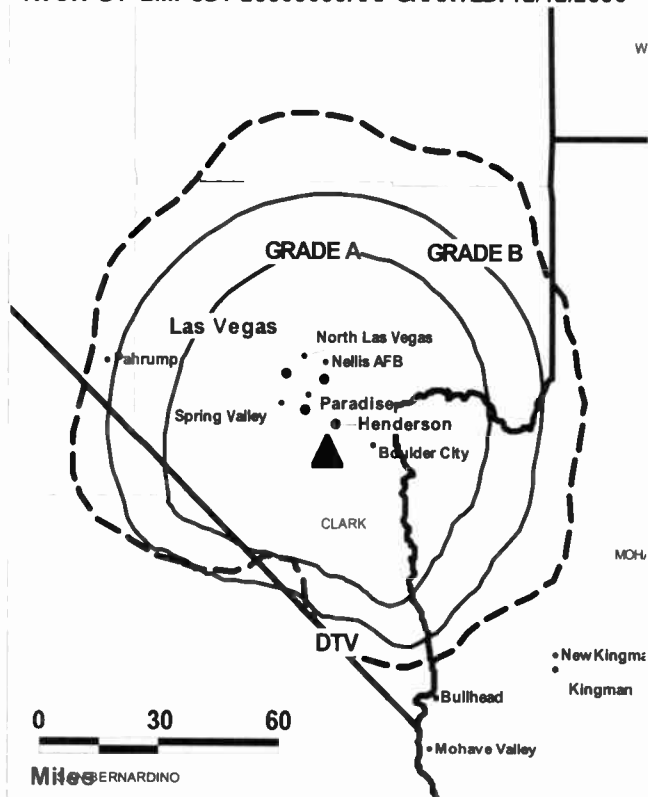 W
GRADE A
GRADE B
Las Vegas
North Las Vegas
Nellis AFB
Pahrump
Spring Valley
Paradise
Henderson
Boulder City
CLARK
MOH
DTV
New Kingma
Kingman
Bullhead
0 30 60
Mohave Valley
Miles BERNARDINO